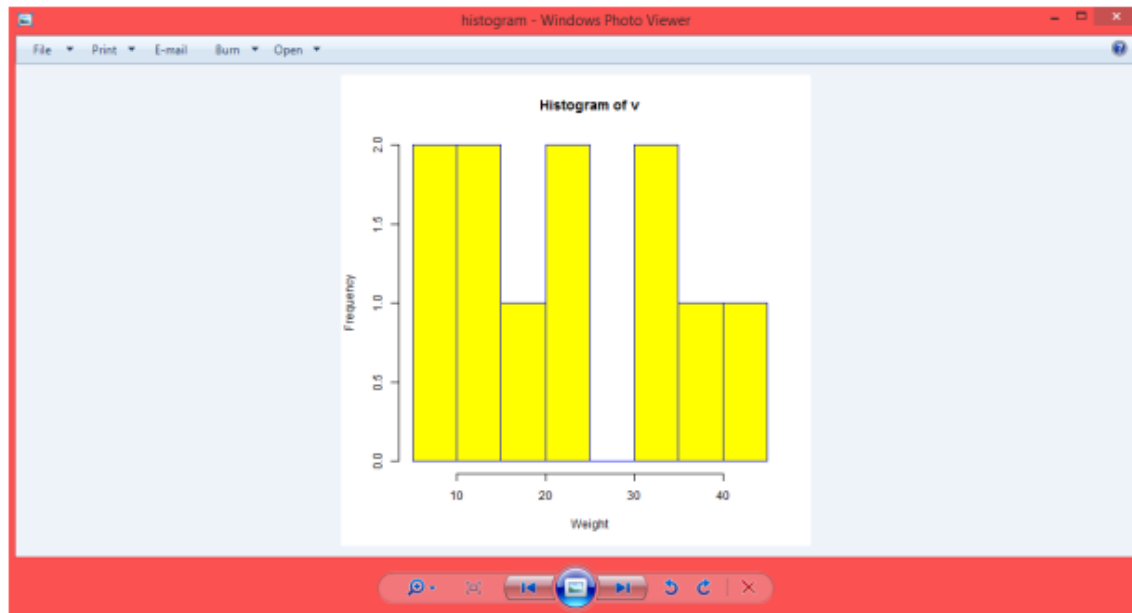 histogram - Windows Photo Viewer
File Print E-mail Burn Open
Histogram of v
2.0
1.5
1.0
0.5
0.0
Frequency
10 20 30 40
Weight